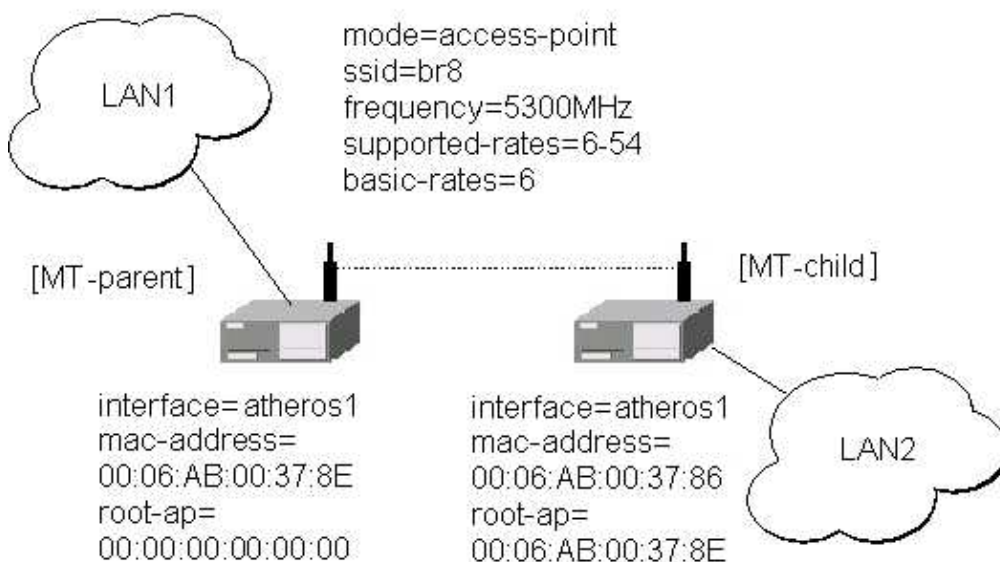 LAN1
mode=access-point
ssid=br8
frequency=5300MHz
supported-rates=6-54
basic-rates=6
[MT-parent]
[MT-child]
interface=atheros1
mac-address=
00:06:AB:00:37:8E
root-ap=
00:00:00:00:00:00
interface=atheros1
mac-address=
00:06:AB:00:37:86
root-ap=
00:06:AB:00:37:8E
LAN2